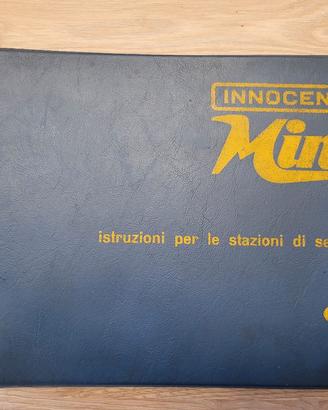 INNOCEN
Min
istruzioni per le stazioni di se